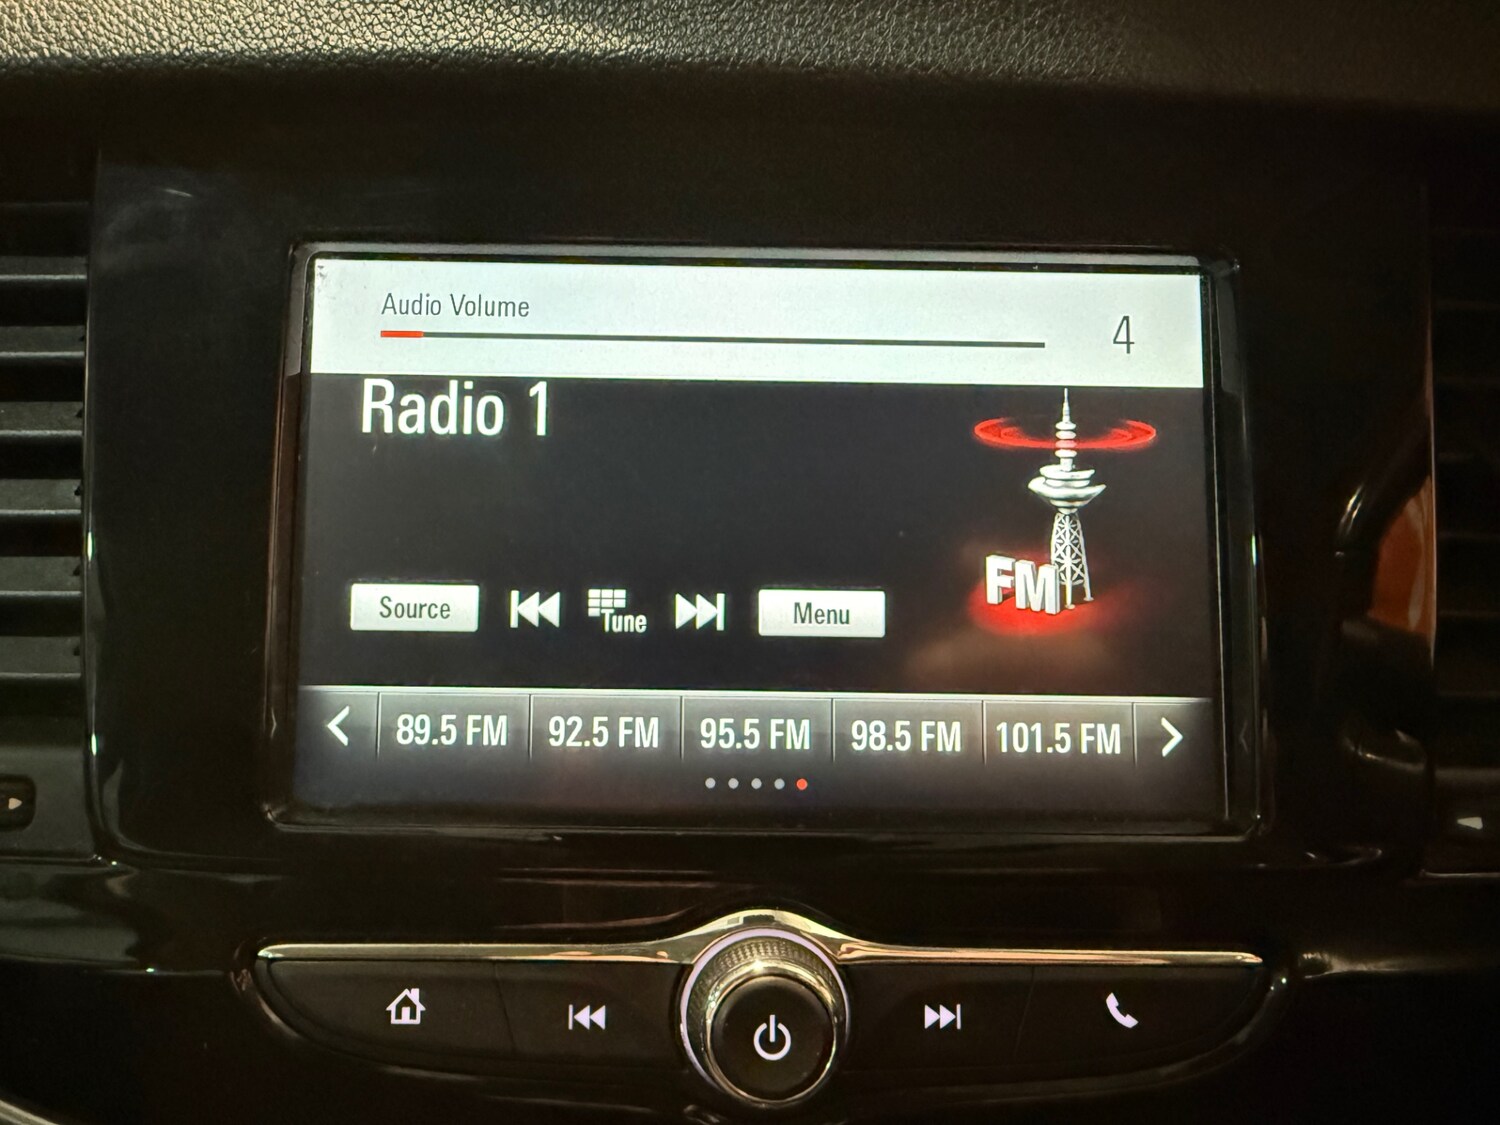 Audio Volume
4
Radio 1
FM
Source
Tune
Menu
89.5 FM
92.5 FM
95.5 FM
98.5 FM
101.5 FM